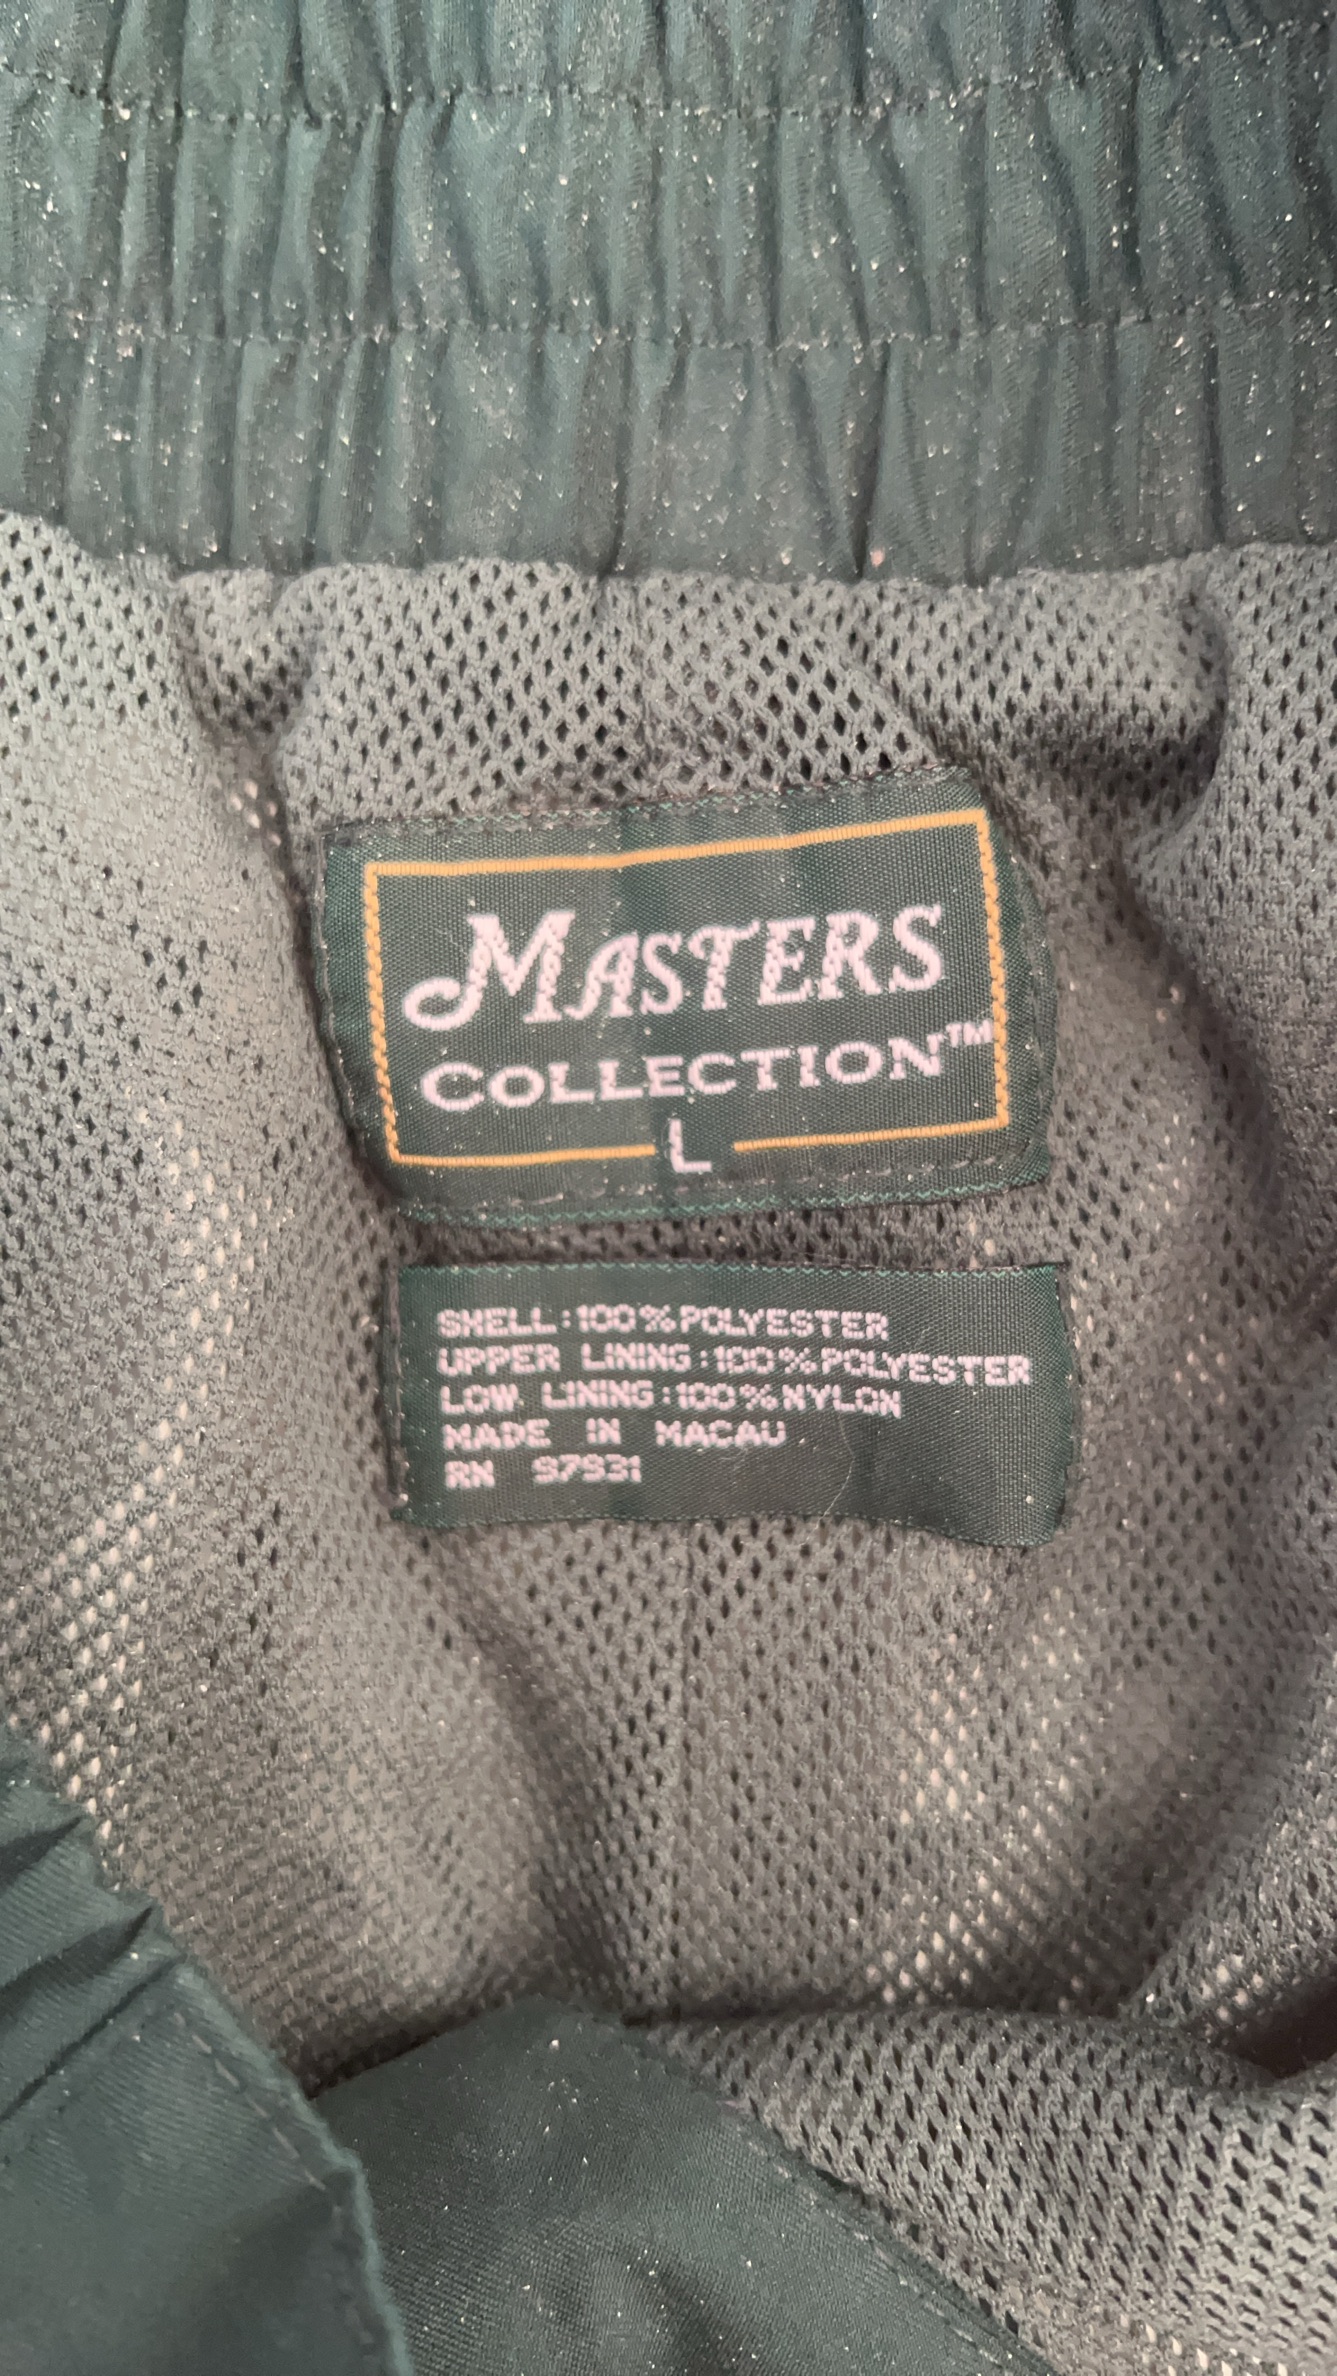 MASTERS
COLLECTION™
L
SHELL:100%POLYESTER
UPPER LINING:100%POLYESTER
LOW LINING:100%NYLON
MADE IN MACAU
RN 97931